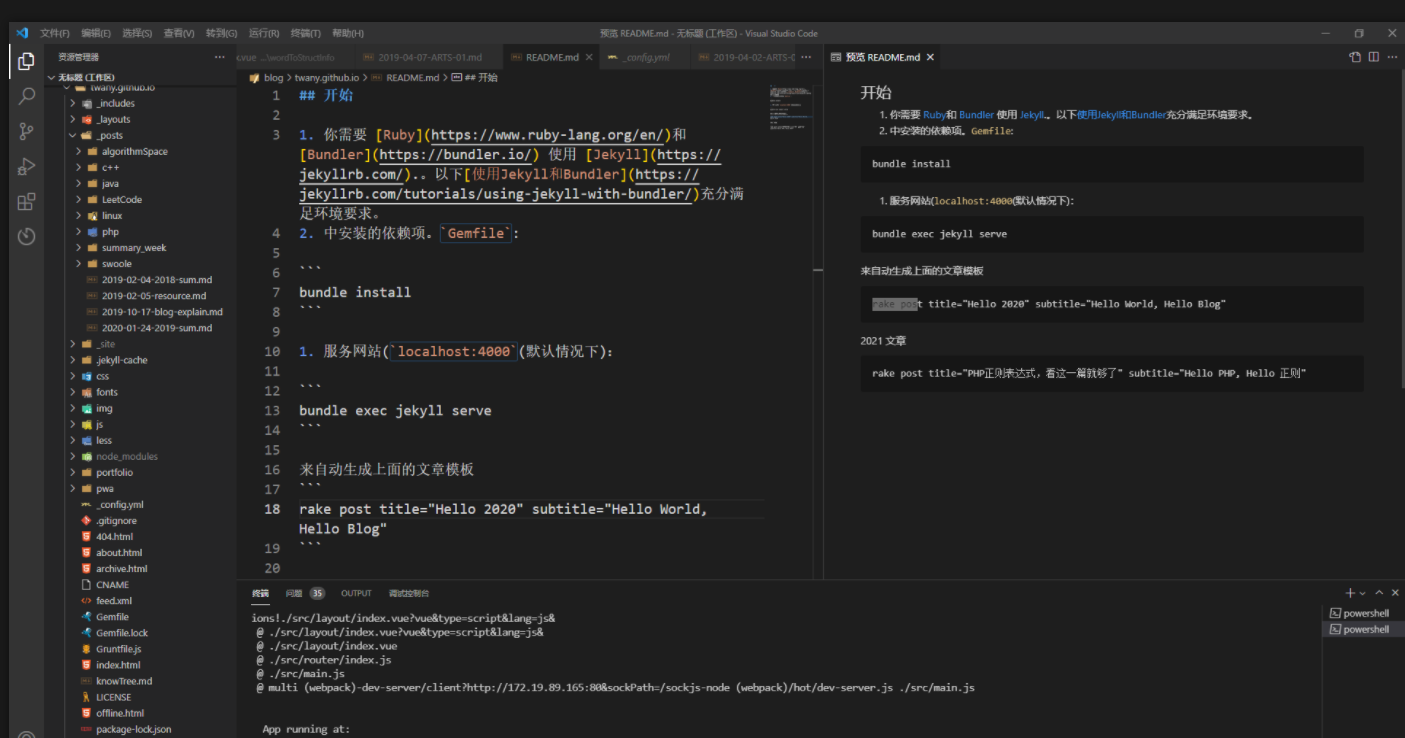 文件(F) 编辑(E) 选择(S) 查看(V) 转到(G) 运行(R) 终端(T) 帮助(H)
预览 README.md - 无标题 (工作区) - Visual Studio Code
资源管理器
无标题 (工作区)
twany.github.io
_includes
_layouts
_posts
algorithmSpace
c++
java
LeetCode
linux
php
summary_week
swoole
2019-02-04-2018-sum.md
2019-02-05-resource.md
2019-10-17-blog-explain.md
2020-01-24-2019-sum.md
_site
.jekyll-cache
css
fonts
img
js
less
node_modules
portfolio
pwa
_config.yml
.gitignore
404.html
about.html
archive.html
CNAME
feed.xml
Gemfile
Gemfile.lock
Gruntfile.js
index.html
knowTree.md
LICENSE
offline.html
package-lock.json
.vue ...\wordToStructInfo 2019-04-07-ARTS-01.md README.md _config.yml 2019-04-02-ARTS-0
blog > twany.github.io > README.md > ## 开始
1 ## 开始
2
3 1. 你需要 [Ruby](https://www.ruby-lang.org/en/)和
[Bundler](https://bundler.io/) 使用 [Jekyll](https://
jekyllrb.com/).。以下[使用Jekyll和Bundler](https://
jekyllrb.com/tutorials/using-jekyll-with-bundler/)充分满
足环境要求。
4 2. 中安装的依赖项。`Gemfile`:
5
6 ```
7 bundle install
8 ```
9
10 1. 服务网站(`localhost:4000`(默认情况下):
11
12 ```
13 bundle exec jekyll serve
14 ```
15
16 来自动生成上面的文章模板
17 ```
18 rake post title="Hello 2020" subtitle="Hello World,
Hello Blog"
19 ```
20
预览 README.md
开始
1. 你需要 Ruby和 Bundler 使用 Jekyll.。以下使用Jekyll和Bundler充分满足环境要求。
2. 中安装的依赖项。Gemfile:
bundle install
1. 服务网站(localhost:4000(默认情况下):
bundle exec jekyll serve
来自动生成上面的文章模板
rake post title="Hello 2020" subtitle="Hello World, Hello Blog"
2021 文章
rake post title="PHP正则表达式，看这一篇就够了" subtitle="Hello PHP, Hello 正则"
终端 问题 35 OUTPUT 调试控制台
ions!./src/layout/index.vue?vue&type=script&lang=js&
@ ./src/layout/index.vue?vue&type=script&lang=js&
@ ./src/layout/index.vue
@ ./src/router/index.js
@ ./src/main.js
@ multi (webpack)-dev-server/client?http://172.19.89.165:80&sockPath=/sockjs-node (webpack)/hot/dev-server.js ./src/main.js
App running at:
powershell
powershell